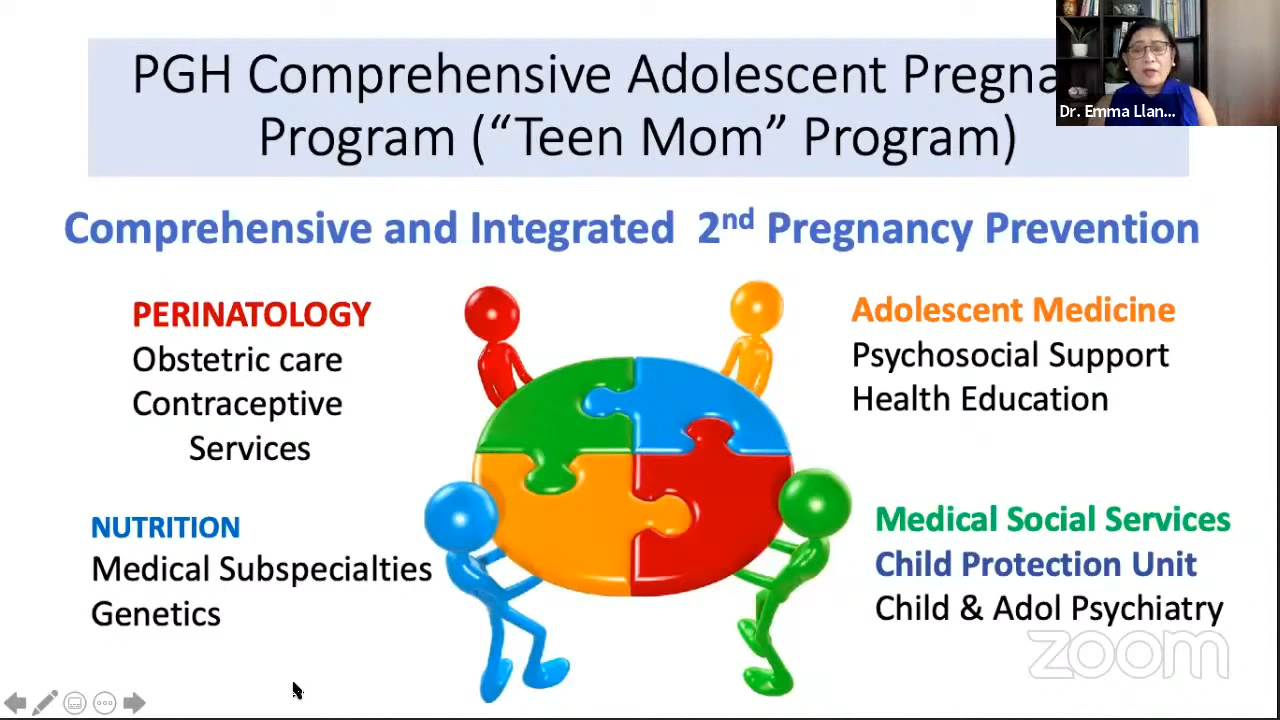 PGH Comprehensive Adolescent Pregna
Program (“Teen Mom” Program)
Dr. Emma Llan...
Comprehensive and Integrated 2nd Pregnancy Prevention
PERINATOLOGY
Obstetric care
Contraceptive
Services
Adolescent Medicine
Psychosocial Support
Health Education
NUTRITION
Medical Subspecialties
Genetics
Medical Social Services
Child Protection Unit
Child & Adol Psychiatry
zoom